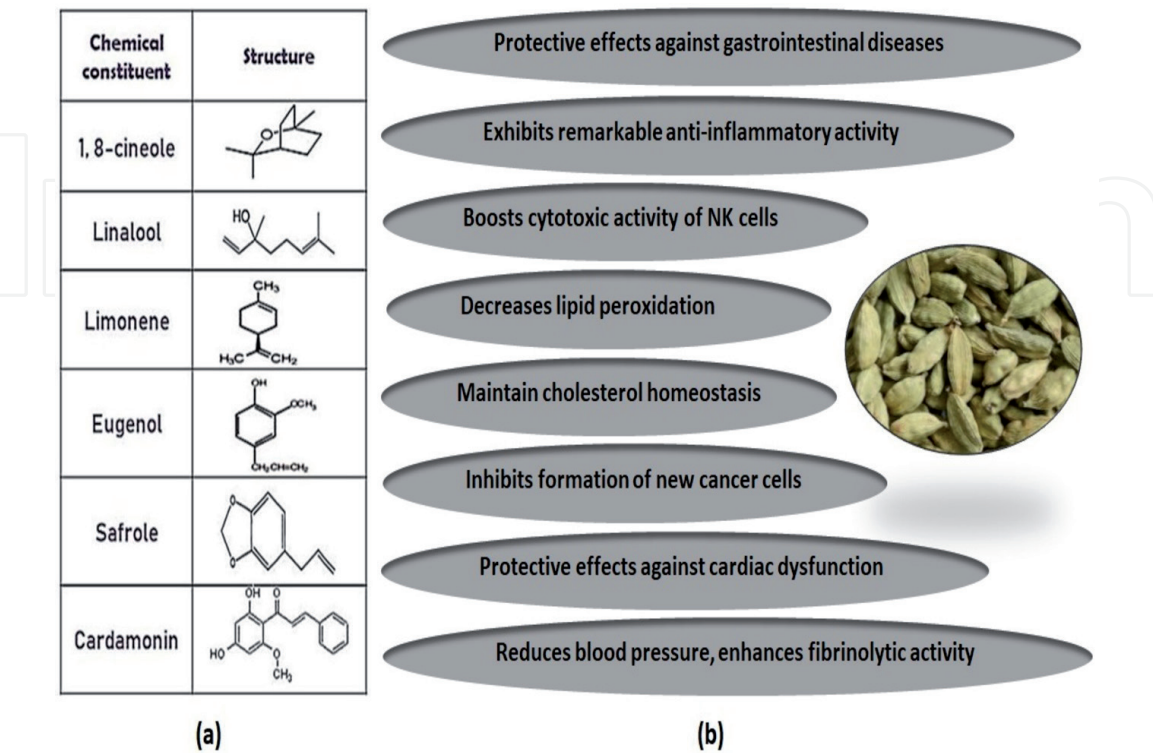 Chemical
constituent
Structure
1, 8-cineole
O
Linalool
HO
Limonene
CH₃
H₃C
CH₂
Eugenol
OH
OCH₃
CH₂CH=CH₂
Safrole
O
O
Cardamonin
OH O
HO
O
CH₃
(a)
Protective effects against gastrointestinal diseases
Exhibits remarkable anti-inflammatory activity
Boosts cytotoxic activity of NK cells
Decreases lipid peroxidation
Maintain cholesterol homeostasis
Inhibits formation of new cancer cells
Protective effects against cardiac dysfunction
Reduces blood pressure, enhances fibrinolytic activity
(b)